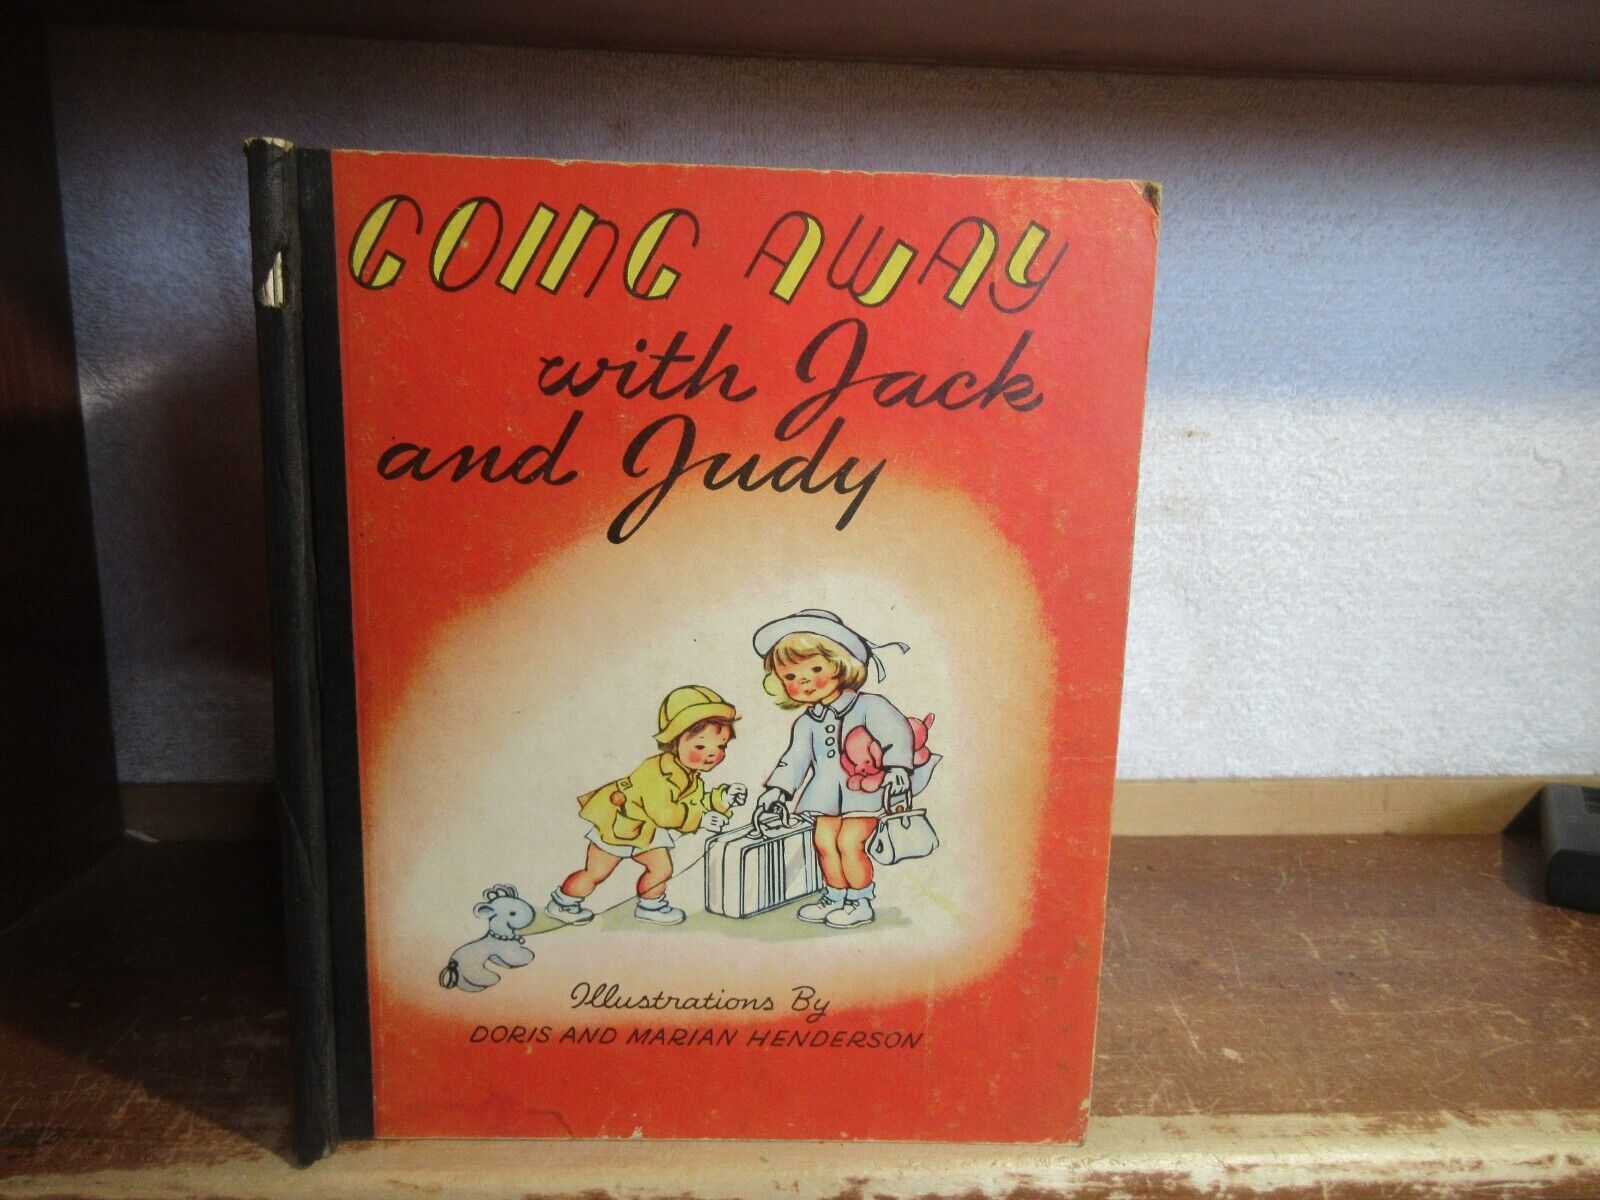 GOING AWAY
with Jack
and Judy
Illustrations By
DORIS AND MARIAN HENDERSON